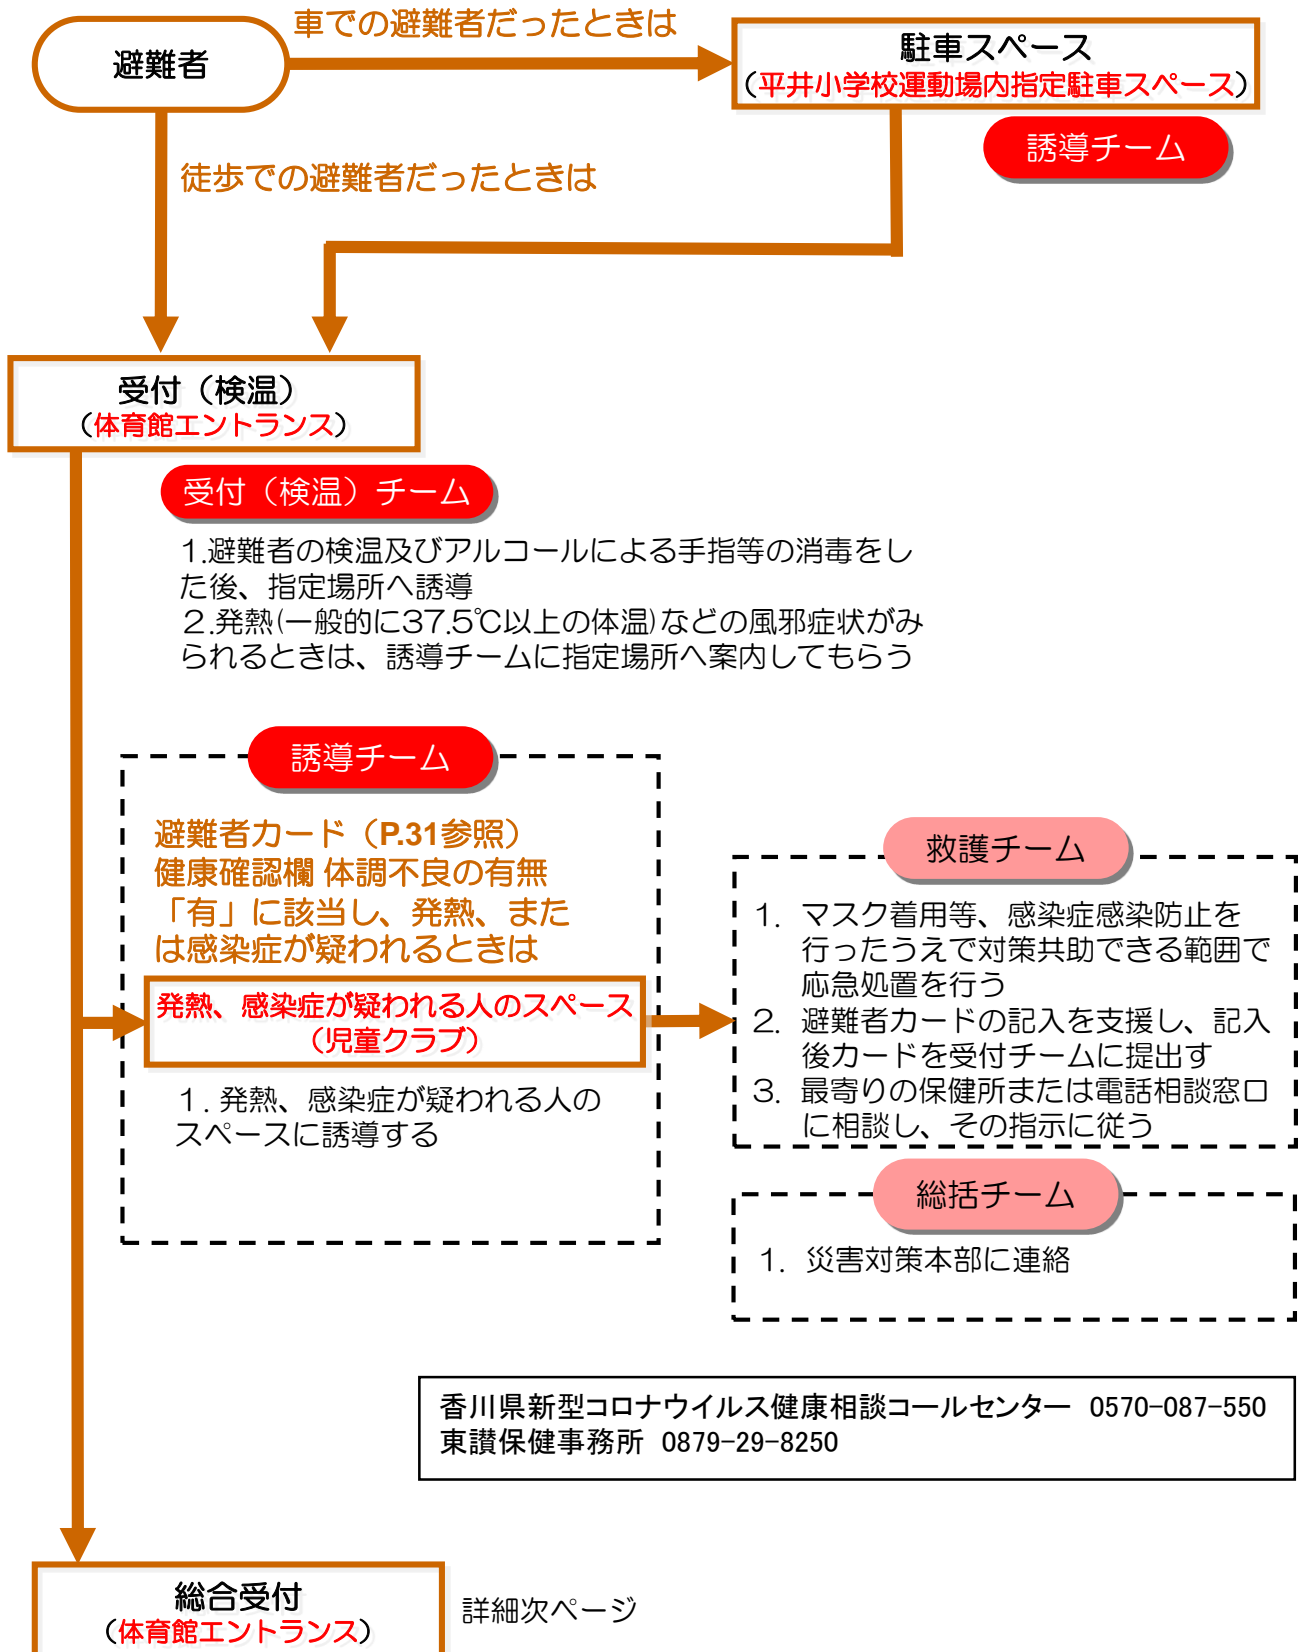 車での避難者だったときは
避難者
駐車スペース
（平井小学校運動場内指定駐車スペース）
誘導チーム
徒歩での避難者だったときは
受付（検温）
（体育館エントランス）
受付（検温）チーム
１.避難者の検温及びアルコールによる手指等の消毒をし
た後、指定場所へ誘導
２.発熱(一般的に37.5℃以上の体温)などの風邪症状がみ
られるときは、誘導チームに指定場所へ案内してもらう
誘導チーム
避難者カード（P.31参照）
健康確認欄 体調不良の有無
「有」に該当し、発熱、また
は感染症が疑われるときは
発熱、感染症が疑われる人のスペース
（児童クラブ）
１. 発熱、感染症が疑われる人の
スペースに誘導する
救護チーム
1. マスク着用等、感染症感染防止を
行ったうえで対策共助できる範囲で
応急処置を行う
2. 避難者カードの記入を支援し、記入
後カードを受付チームに提出す
3. 最寄りの保健所または電話相談窓口
に相談し、その指示に従う
総括チーム
1. 災害対策本部に連絡
香川県新型コロナウイルス健康相談コールセンター 0570-087-550
東讃保健事務所 0879-29-8250
総合受付
（体育館エントランス）
詳細次ページ